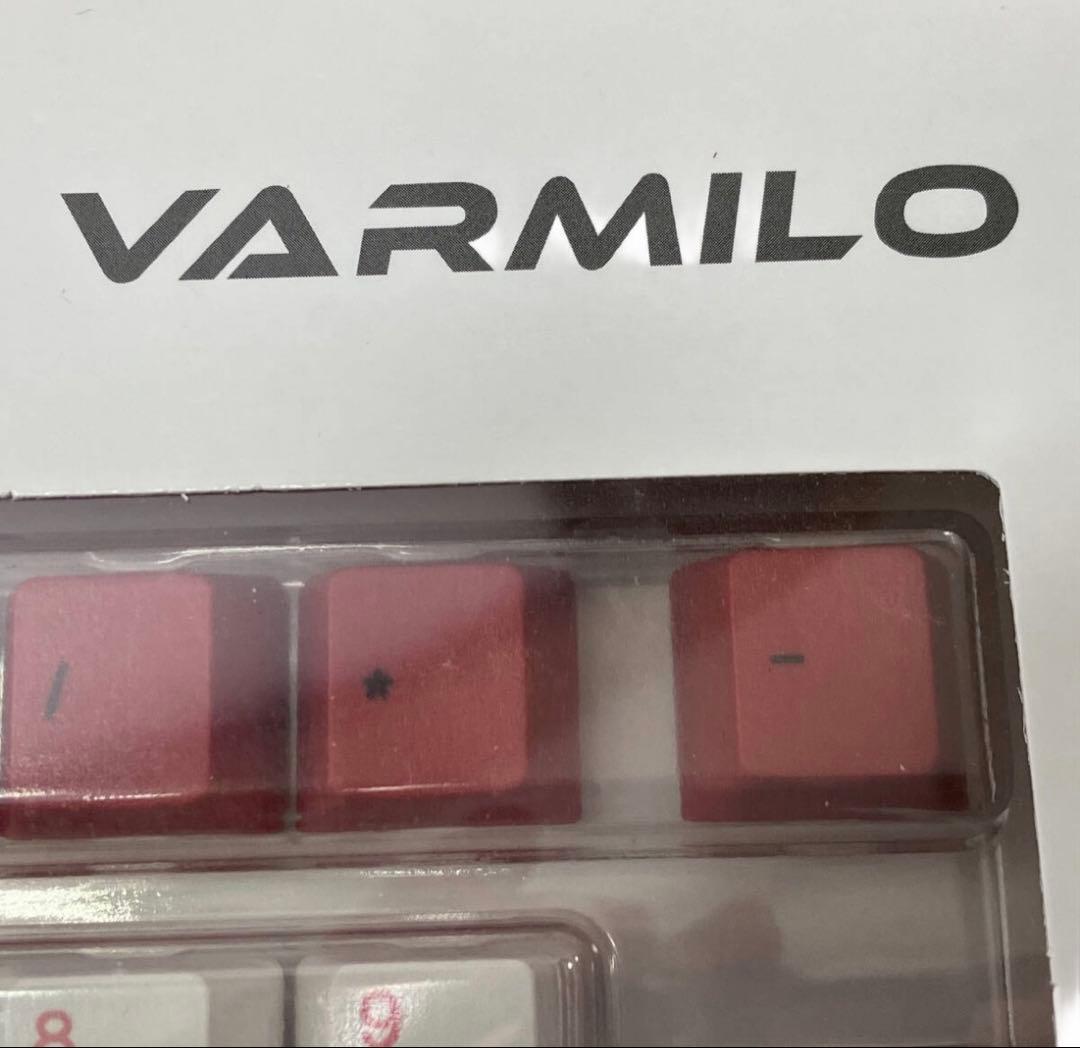 VARMILO
/ * -
8 9